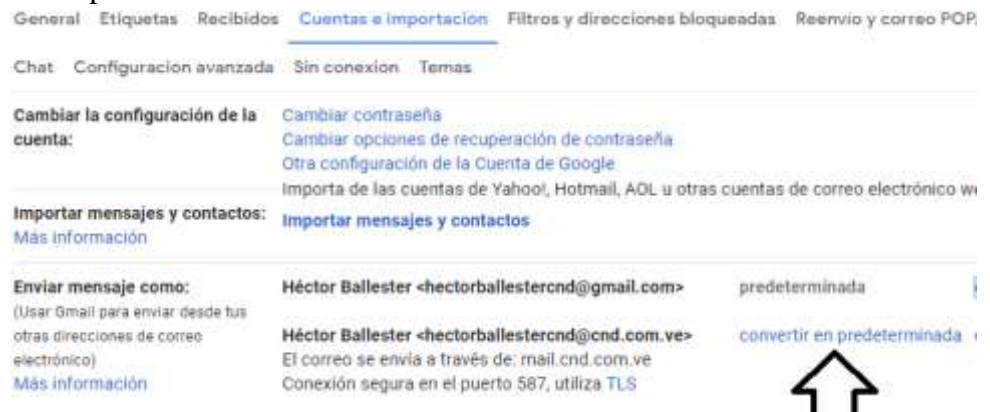 General Etiquetas Recibidos Cuentas e importación Filtros y direcciones bloqueadas Reenvío y correo POP
Chat Configuración avanzada Sin conexión Temas
Cambiar la configuración de la cuenta:
Cambiar contraseña
Cambiar opciones de recuperación de contraseña
Otra configuración de la Cuenta de Google
Importa de las cuentas de Yahoo!, Hotmail, AOL u otras cuentas de correo electrónico we
Importar mensajes y contactos:
Más información
Importar mensajes y contactos
Enviar mensaje como:
(Usar Gmail para enviar desde tus
otras direcciones de correo
electrónico)
Más información
Héctor Ballester <hectorballestercnd@gmail.com> predeterminada
Héctor Ballester <hectorballestercnd@cnd.com.ve> convertir en predeterminada
El correo se envía a través de: mail.cnd.com.ve
Conexión segura en el puerto 587, utiliza TLS